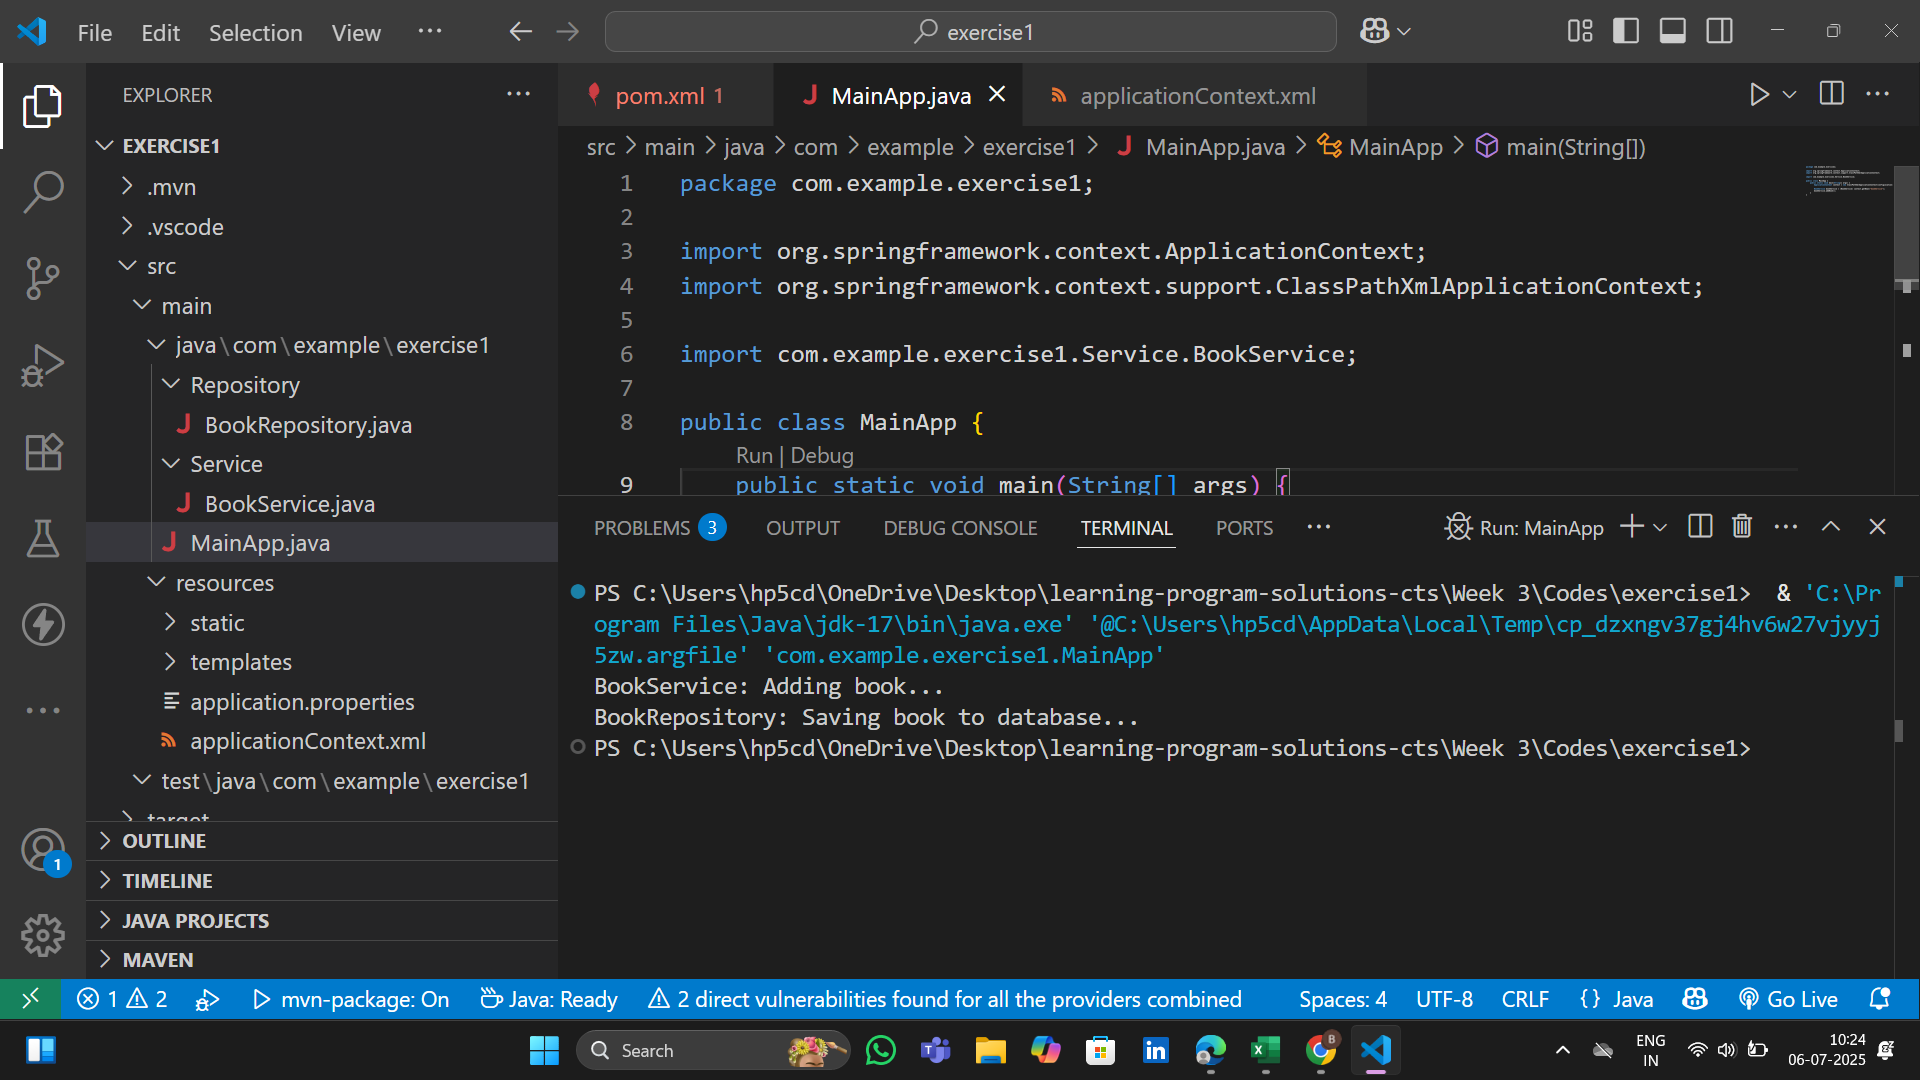 File Edit Selection View ...
exercise1
EXPLORER ...
EXERCISE1
.mvn
.vscode
src
main
java\com\example\exercise1
Repository
BookRepository.java
Service
BookService.java
MainApp.java
resources
static
templates
application.properties
applicationContext.xml
test\java\com\example\exercise1
target
OUTLINE
TIMELINE
JAVA PROJECTS
MAVEN
1
pom.xml 1 MainApp.java applicationContext.xml
src > main > java > com > example > exercise1 > MainApp.java > MainApp > main(String[])
1 package com.example.exercise1;
2
3 import org.springframework.context.ApplicationContext;
4 import org.springframework.context.support.ClassPathXmlApplicationContext;
5
6 import com.example.exercise1.Service.BookService;
7
8 public class MainApp {
Run | Debug
9 public static void main(String[] args) {
PROBLEMS 3 OUTPUT DEBUG CONSOLE TERMINAL PORTS ... Run: MainApp
PS C:\Users\hp5cd\OneDrive\Desktop\learning-program-solutions-cts\Week 3\Codes\exercise1>  & 'C:\Pr
ogram Files\Java\jdk-17\bin\java.exe' '@C:\Users\hp5cd\AppData\Local\Temp\cp_dzxngv37gj4hv6w27vjyyj
5zw.argfile' 'com.example.exercise1.MainApp'
BookService: Adding book...
BookRepository: Saving book to database...
PS C:\Users\hp5cd\OneDrive\Desktop\learning-program-solutions-cts\Week 3\Codes\exercise1>
1 2 mvn-package: On Java: Ready 2 direct vulnerabilities found for all the providers combined Spaces: 4 UTF-8 CRLF {} Java Go Live
Search
ENG
IN
10:24
06-07-2025